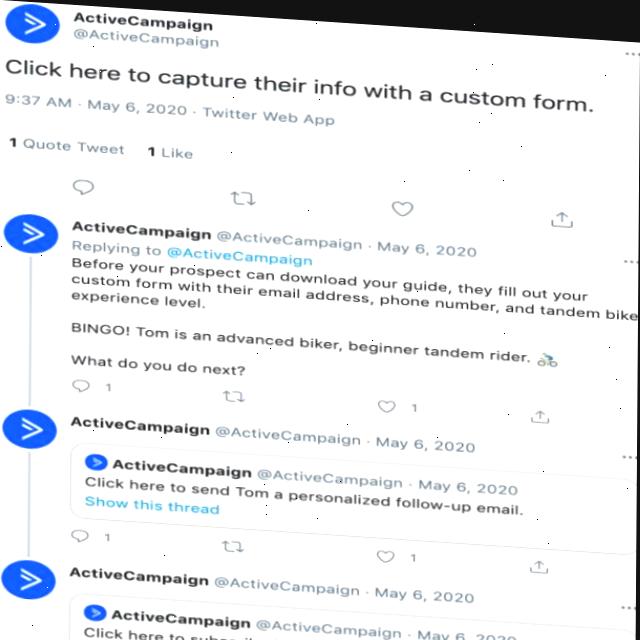 ActiveCampaign
@ActiveCampaign
Click here to capture their info with a custom form.
9:37 AM · May 6, 2020 · Twitter Web App
1 Quote Tweet 1 Like
ActiveCampaign @ActiveCampaign · May 6, 2020
Replying to @ActiveCampaign
Before your prospect can download your guide, they fill out your
custom form with their email address, phone number, and tandem bike
experience level.
BINGO! Tom is an advanced biker, beginner tandem rider. 🚴
What do you do next?
1 1
ActiveCampaign @ActiveCampaign · May 6, 2020
ActiveCampaign @ActiveCampaign · May 6, 2020
Click here to send Tom a personalized follow-up email.
Show this thread
1 1
ActiveCampaign @ActiveCampaign · May 6, 2020
ActiveCampaign @ActiveCampaign · May 6, 2020
Click here to